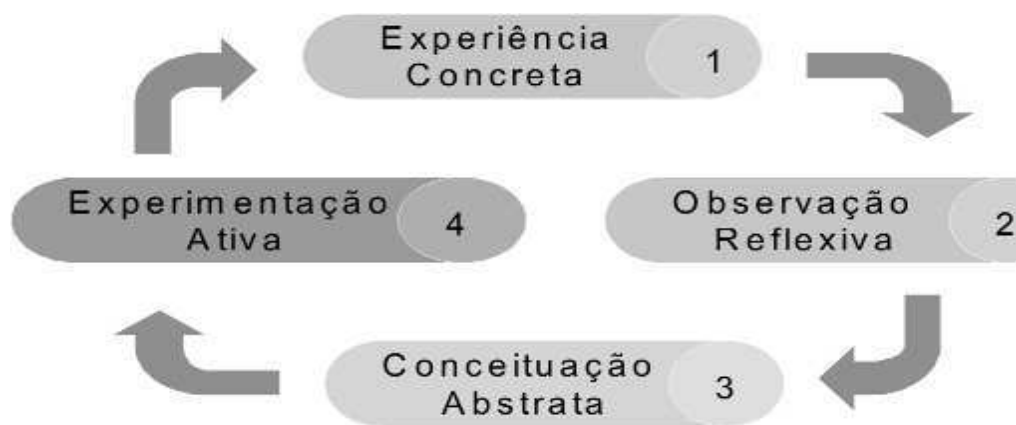 Experiência
Concreta
1
Observação
Reflexiva
2
Conceituação
Abstrata
3
Experimentação
Ativa
4